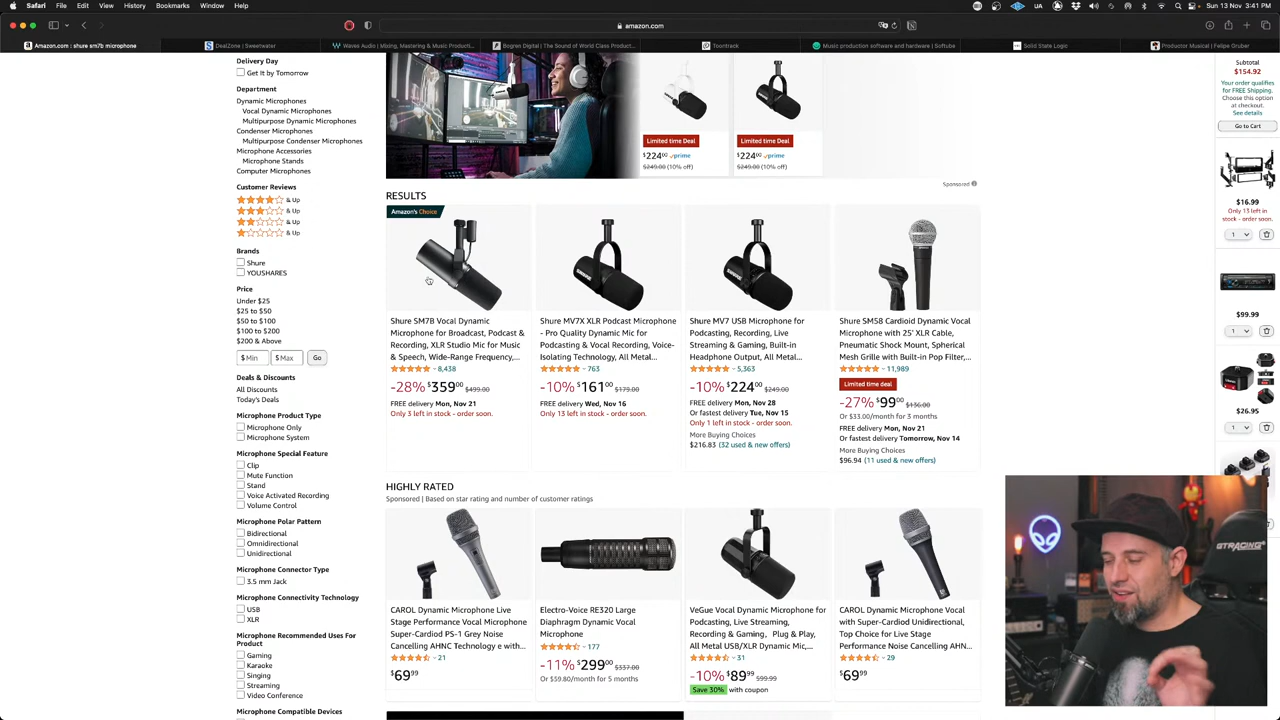 Safari File Edit View History Bookmarks Window Help
UA
Sun 13 Nov 3:41 PM
amazon.com
Amazon.com : shure sm7b microphone
DealZone | Sweetwater
Waves Audio | Mixing, Mastering & Music Producti...
Bogren Digital | The Sound of World Class Product...
Toontrack
Music production software and hardware | Softube
Solid State Logic
Productor Musical | Felipe Gruber
Delivery Day
Get It by Tomorrow
Department
Dynamic Microphones
Vocal Dynamic Microphones
Multipurpose Dynamic Microphones
Condenser Microphones
Multipurpose Condenser Microphones
Microphone Accessories
Microphone Stands
Computer Microphones
Customer Reviews
& Up
& Up
& Up
& Up
Brands
Shure
YOUSHARES
Price
Under $25
$25 to $50
$50 to $100
$100 to $200
$200 & Above
$ Min $ Max Go
Deals & Discounts
All Discounts
Today's Deals
Microphone Product Type
Microphone Only
Microphone System
Microphone Special Feature
Clip
Mute Function
Stand
Voice Activated Recording
Volume Control
Microphone Polar Pattern
Bidirectional
Omnidirectional
Unidirectional
Microphone Connector Type
3.5 mm Jack
Microphone Connectivity Technology
USB
XLR
Microphone Recommended Uses For
Product
Gaming
Karaoke
Singing
Streaming
Video Conference
Microphone Compatible Devices
Limited time Deal
$224.00 prime
$249.00 (10% off)
Limited time Deal
$224.00 prime
$249.00 (10% off)
Sponsored
RESULTS
Amazon's Choice
Shure SM7B Vocal Dynamic
Microphone for Broadcast, Podcast &
Recording, XLR Studio Mic for Music
& Speech, Wide-Range Frequency,...
8,438
-28% $359.00 $499.00
FREE delivery Mon, Nov 21
Only 3 left in stock - order soon.
Shure MV7X XLR Podcast Microphone
- Pro Quality Dynamic Mic for
Podcasting & Vocal Recording, Voice-
Isolating Technology, All Metal...
763
-10% $161.00 $179.00
FREE delivery Wed, Nov 16
Only 13 left in stock - order soon.
Shure MV7 USB Microphone for
Podcasting, Recording, Live
Streaming & Gaming, Built-in
Headphone Output, All Metal...
5,363
-10% $224.00 $249.00
FREE delivery Mon, Nov 28
Or fastest delivery Tue, Nov 15
Only 1 left in stock - order soon.
More Buying Choices
$216.83 (32 used & new offers)
Shure SM58 Cardioid Dynamic Vocal
Microphone with 25' XLR Cable,
Pneumatic Shock Mount, Spherical
Mesh Grille with Built-in Pop Filter,...
11,989
Limited time deal
-27% $99.00 $136.00
Or $33.00/month for 3 months
FREE delivery Mon, Nov 21
Or fastest delivery Tomorrow, Nov 14
More Buying Choices
$96.94 (11 used & new offers)
HIGHLY RATED
Sponsored | Based on star rating and number of customer ratings
CAROL Dynamic Microphone Live
Stage Performance Vocal Microphone
Super-Cardiod PS-1 Grey Noise
Cancelling AHNC Technology e with...
21
$69.99
Electro-Voice RE320 Large
Diaphragm Dynamic Vocal
Microphone
177
-11% $299.00 $337.00
Or $59.80/month for 5 months
VeGue Vocal Dynamic Microphone for
Podcasting, Live Streaming,
Recording & Gaming，Plug & Play,
All Metal USB/XLR Dynamic Mic,...
31
-10% $89.99 $99.99
Save 30% with coupon
CAROL Dynamic Microphone Vocal
with Super-Cardiod Unidirectional,
Top Choice for Live Stage
Performance Noise Cancelling AHN...
29
$69.99
Subtotal
$154.92
Your order qualifies
for FREE Shipping.
Choose this option
at checkout.
See details
Go to Cart
$16.99
Only 13 left in
stock - order soon.
1
$99.99
1
$26.95
1
GTRACING